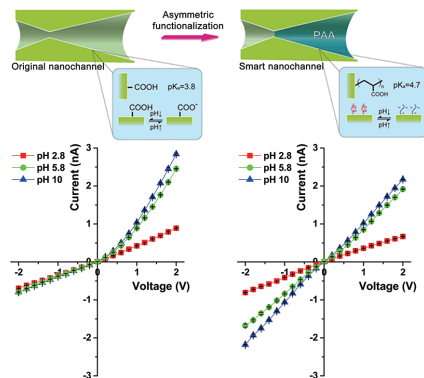 Asymmetric
functionalization
Original nanochannel
PAA
Smart nanochannel
COOH
pKa=3.8
COOH
pH↓
pH↑
COO⁻
n
COOH
pKa=4.7
pH↓
pH↑
pH 2.8
pH 5.8
pH 10
Current (nA)
3
2
1
0
-1
-2
-3
-2
-1
0
1
2
Voltage (V)
pH 2.8
pH 5.8
pH 10
Current (nA)
3
2
1
0
-1
-2
-3
-2
-1
0
1
2
Voltage (V)